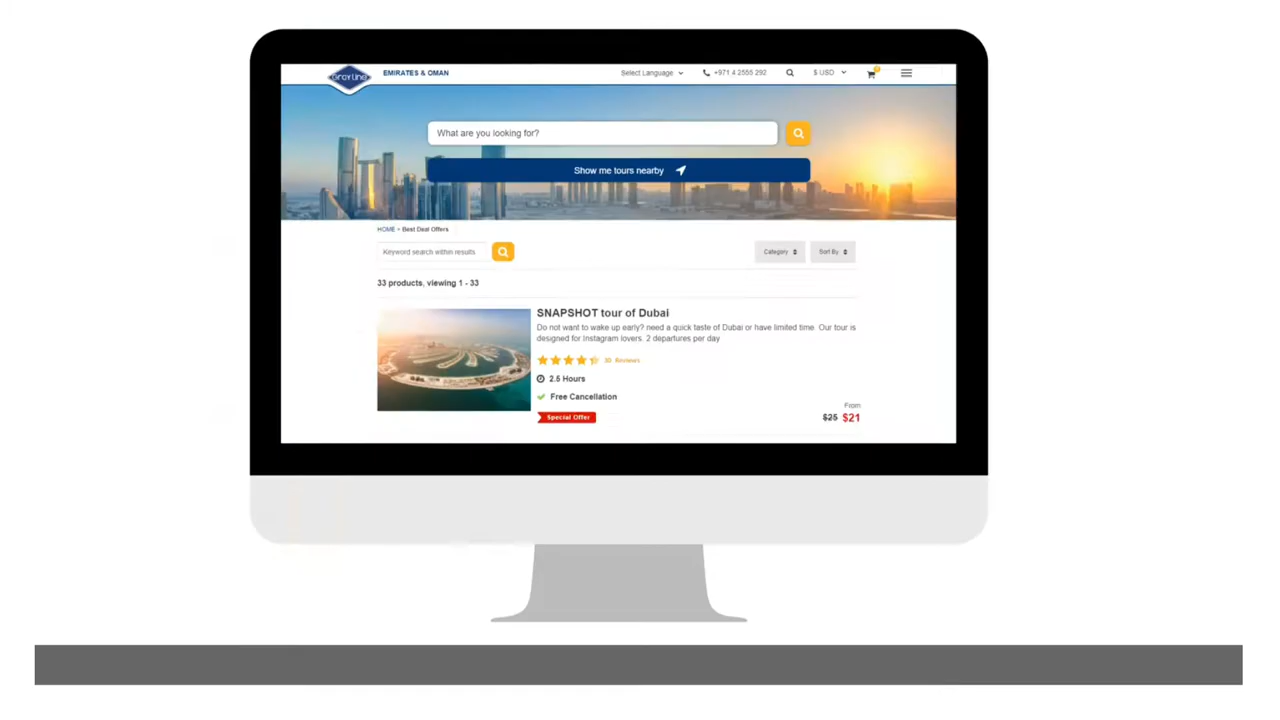 grayline
EMIRATES & OMAN
Select Language
+971 4 2555 292
$ USD
What are you looking for?
Show me tours nearby
HOME - Best Deal Offers
Keyword search within results
Category
Sort By
33 products, viewing 1 - 33
SNAPSHOT tour of Dubai
Do not want to wake up early? need a quick taste of Dubai or have limited time. Our tour is
designed for Instagram lovers. 2 departures per day
Reviews
2.5 Hours
Free Cancellation
Special Offer
From
$25 $21